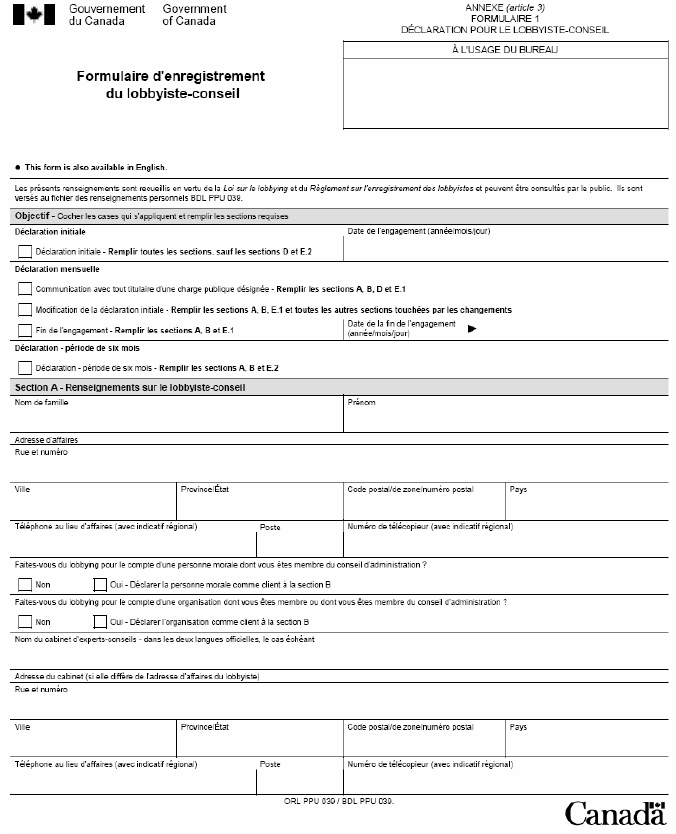 Gouvernement Government
du Canada of Canada
ANNEXE (article 3)
FORMULAIRE 1
DÉCLARATION POUR LE LOBBYISTE-CONSEIL
À L'USAGE DU BUREAU
Formulaire d'enregistrement
du lobbyiste-conseil
● This form is also available in English.
Les présents renseignements sont recueillis en vertu de la Loi sur le lobbying et du Règlement sur l'enregistrement des lobbyistes et peuvent être consultés par le public. Ils sont
versés au fichier des renseignements personnels BDL PPU 039.
Objectif - Cocher les cases qui s'appliquent et remplir les sections requises
Déclaration initiale Date de l'engagement (année/mois/jour)
Déclaration initiale - Remplir toutes les sections, sauf les sections D et E.2
Déclaration mensuelle
Communication avec tout titulaire d'une charge publique désignée - Remplir les sections A, B, D et E.1
Modification de la déclaration initiale - Remplir les sections A, B, E.1 et toutes les autres sections touchées par les changements
Fin de l'engagement - Remplir les sections A, B et E.1 Date de la fin de l'engagement
(année/mois/jour) ►
Déclaration - période de six mois
Déclaration - période de six mois - Remplir les sections A, B et E.2
Section A - Renseignements sur le lobbyiste-conseil
Nom de famille Prénom
Adresse d'affaires
Rue et numéro
Ville Province/État Code postal/de zone/numéro postal Pays
Téléphone au lieu d'affaires (avec indicatif régional) Poste Numéro de télécopieur (avec indicatif régional)
Faites-vous du lobbying pour le compte d'une personne morale dont vous êtes membre du conseil d'administration ?
Non Oui - Déclarer la personne morale comme client à la section B
Faites-vous du lobbying pour le compte d'une organisation dont vous êtes membre ou dont vous êtes membre du conseil d'administration ?
Non Oui - Déclarer l'organisation comme client à la section B
Nom du cabinet d'experts-conseils - dans les deux langues officielles, le cas échéant
Adresse du cabinet (si elle diffère de l'adresse d'affaires du lobbyiste)
Rue et numéro
Ville Province/État Code postal/de zone/numéro postal Pays
Téléphone au lieu d'affaires (avec indicatif régional) Poste Numéro de télécopieur (avec indicatif régional)
ORL PPU 039 / BDL PPU 039.
Canada